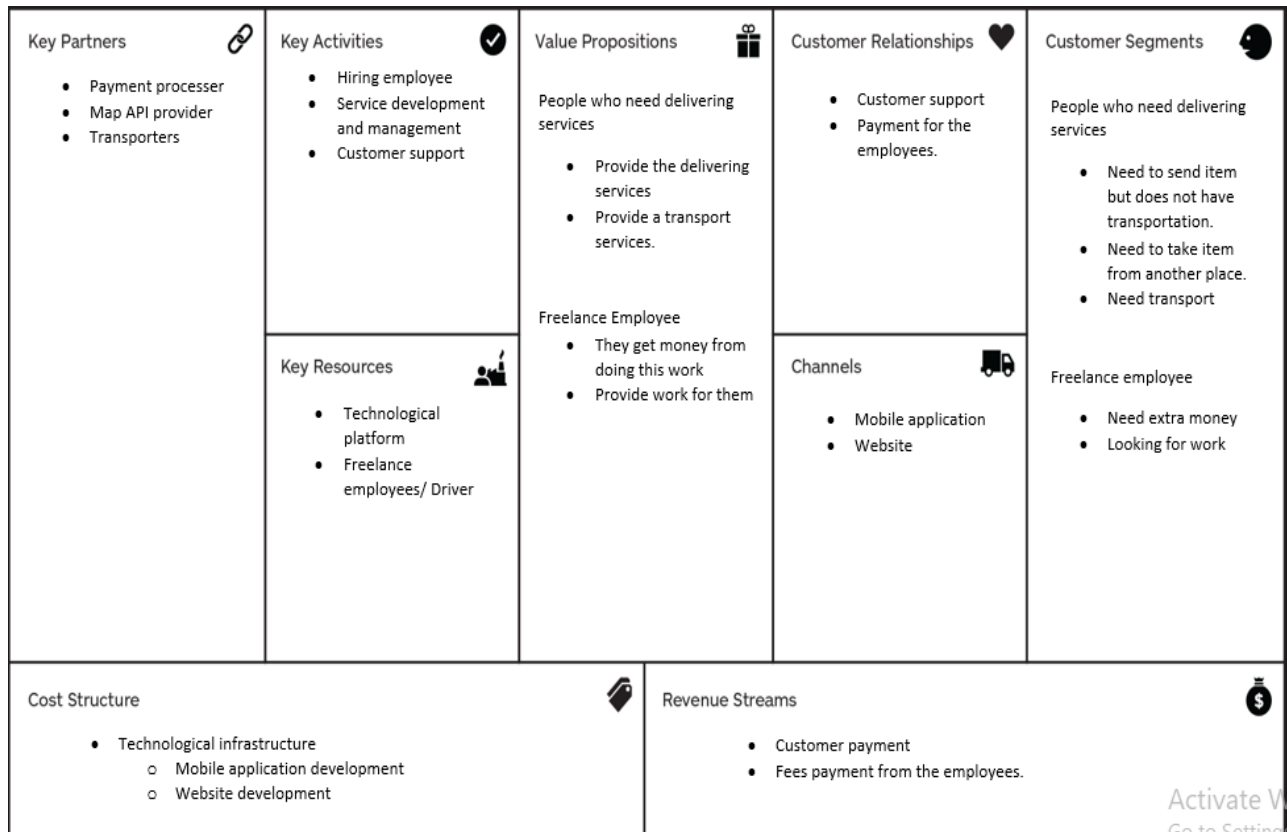 Key Partners
Payment processer
Map API provider
Transporters
Key Activities
Hiring employee
Service development
and management
Customer support
Key Resources
Technological
platform
Freelance
employees/ Driver
Value Propositions
People who need delivering
services
Provide the delivering
services
Provide a transport
services.
Freelance Employee
They get money from
doing this work
Provide work for them
Customer Relationships
Customer support
Payment for the
employees.
Channels
Mobile application
Website
Customer Segments
People who need delivering
services
Need to send item
but does not have
transportation.
Need to take item
from another place.
Need transport
Freelance employee
Need extra money
Looking for work
Cost Structure
Technological infrastructure
Mobile application development
Website development
Revenue Streams
$
Customer payment
Fees payment from the employees.
Activate
Go to